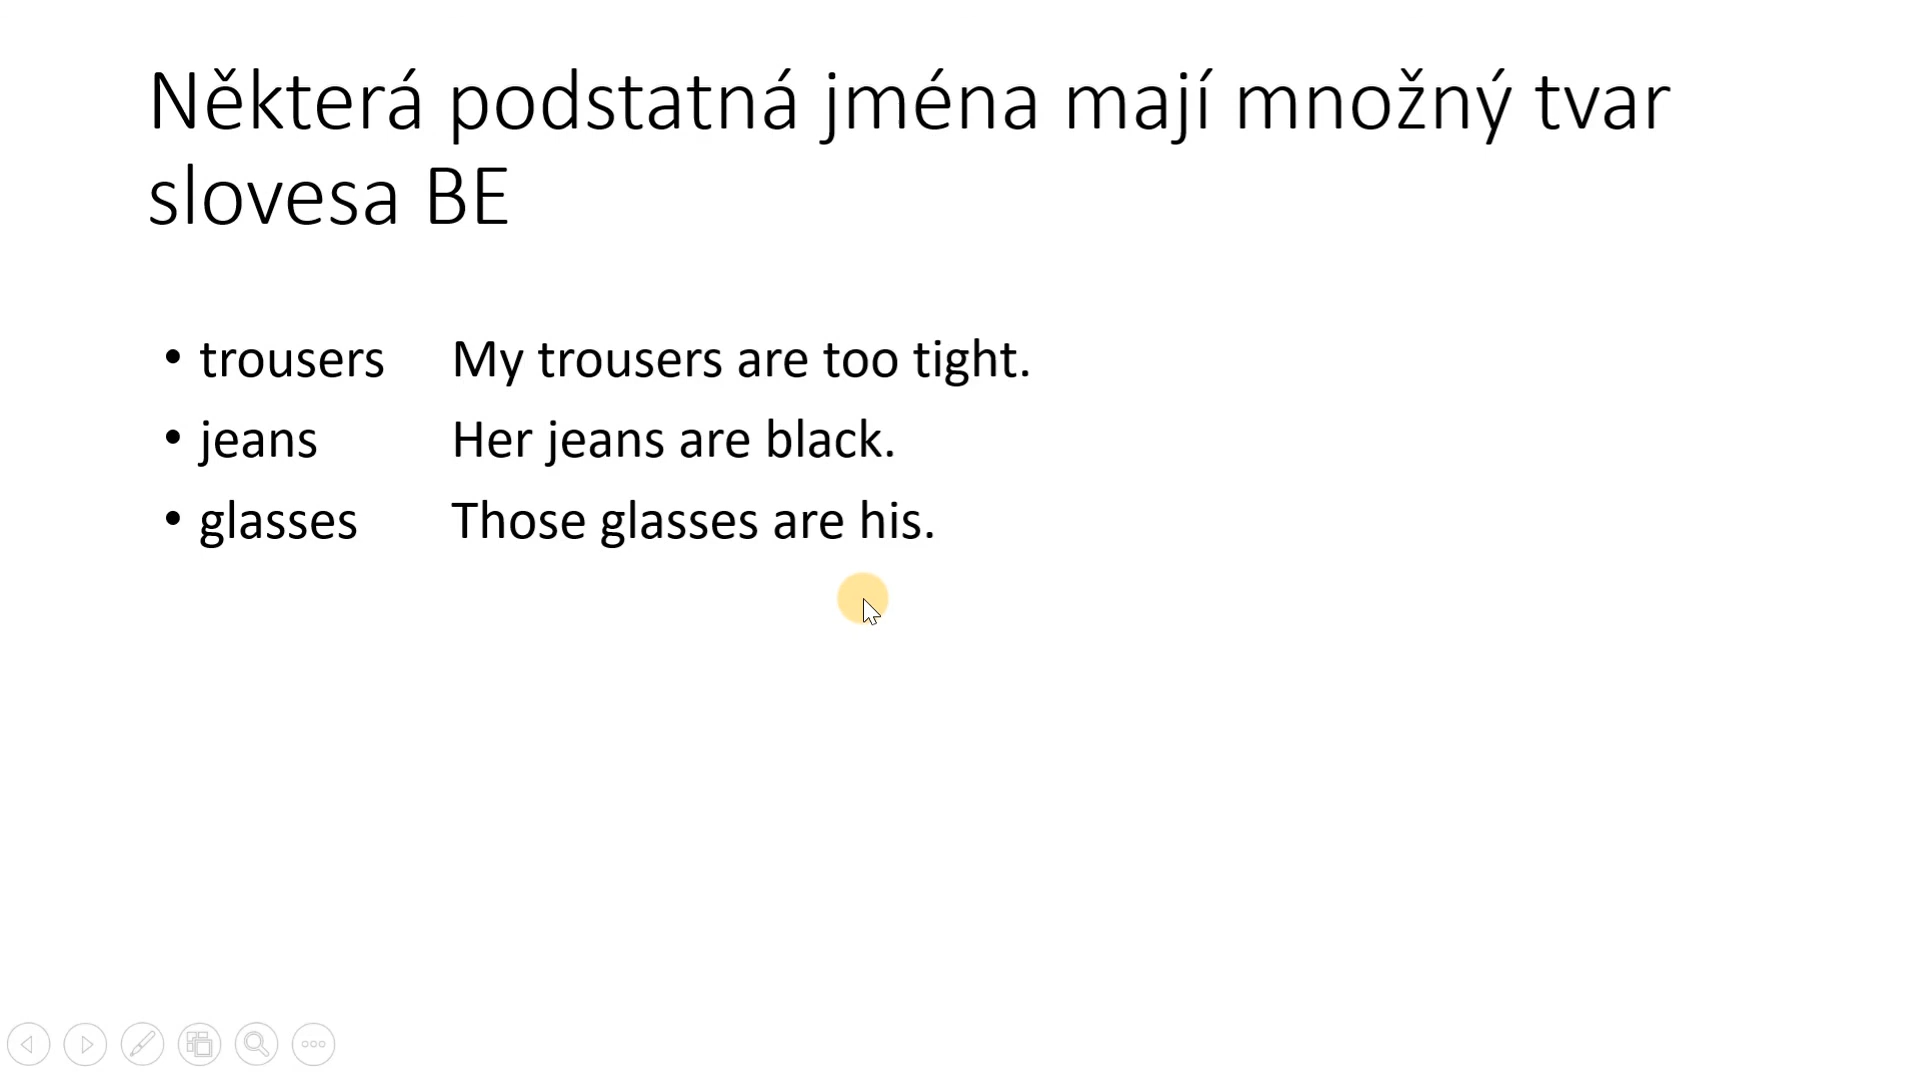 Některá podstatná jména mají množný tvar
slovesa BE
• trousers My trousers are too tight.
• jeans Her jeans are black.
• glasses Those glasses are his.